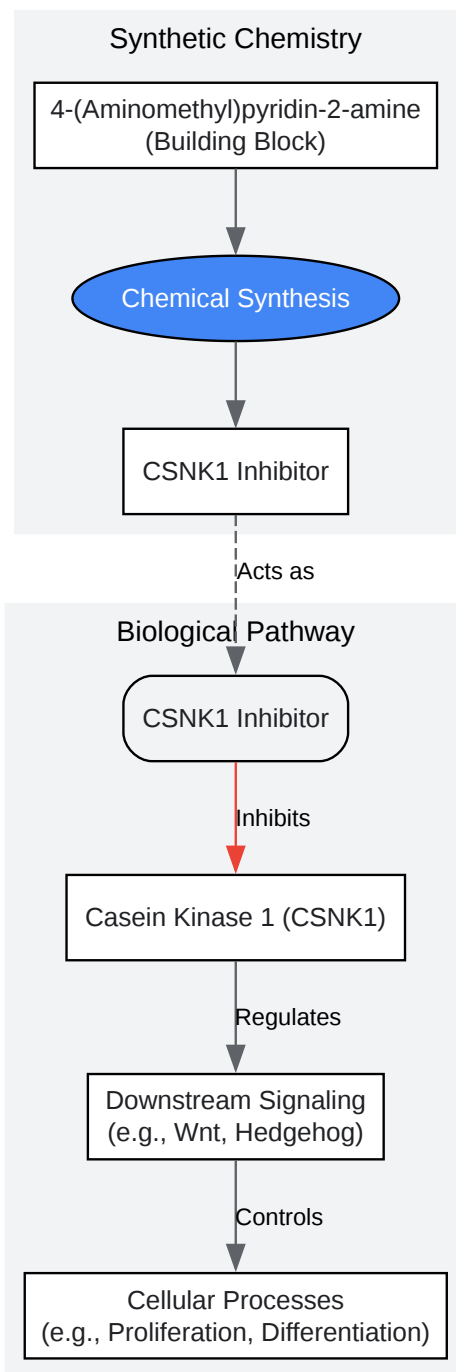 Synthetic Chemistry
4-(Aminomethyl)pyridin-2-amine
(Building Block)
Chemical Synthesis
CSNK1 Inhibitor
Acts as
Biological Pathway
CSNK1 Inhibitor
Inhibits
Casein Kinase 1 (CSNK1)
Regulates
Downstream Signaling
(e.g., Wnt, Hedgehog)
Controls
Cellular Processes
(e.g., Proliferation, Differentiation)